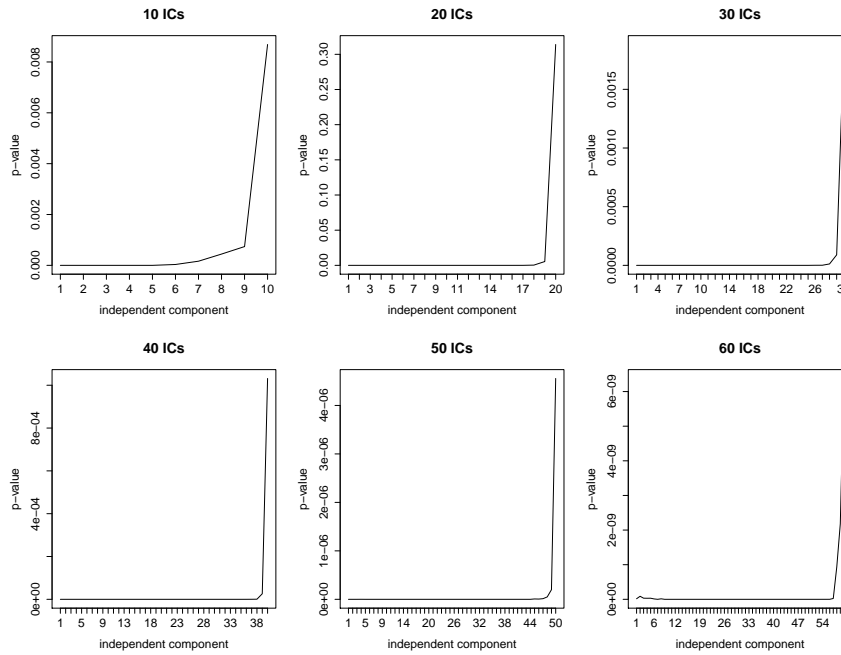 10 ICs
p−value
0.000 0.002 0.004 0.006 0.008
1 2 3 4 5 6 7 8 9 10
independent component
20 ICs
p−value
0.00 0.05 0.10 0.15 0.20 0.25 0.30
1 3 5 7 9 11 14 17 20
independent component
30 ICs
p−value
0.0000 0.0005 0.0010 0.0015
1 4 7 10 14 18 22 26
independent component
40 ICs
p−value
0e+00 4e−04 8e−04
1 5 9 13 18 23 28 33 38
independent component
50 ICs
p−value
0e+00 1e−06 2e−06 3e−06 4e−06
1 5 9 14 20 26 32 38 44 50
independent component
60 ICs
p−value
0e+00 2e−09 4e−09 6e−09
1 6 12 19 26 33 40 47 54
independent component